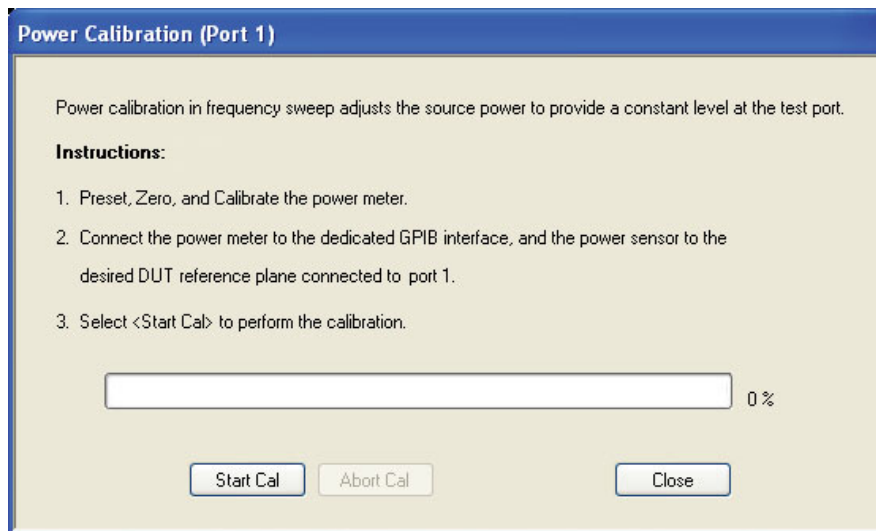 Power Calibration (Port 1)
Power calibration in frequency sweep adjusts the source power to provide a constant level at the test port.
Instructions:
1. Preset, Zero, and Calibrate the power meter.
2. Connect the power meter to the dedicated GPIB interface, and the power sensor to the
desired DUT reference plane connected to port 1.
3. Select <Start Cal> to perform the calibration.
0 %
Start Cal Abort Cal Close